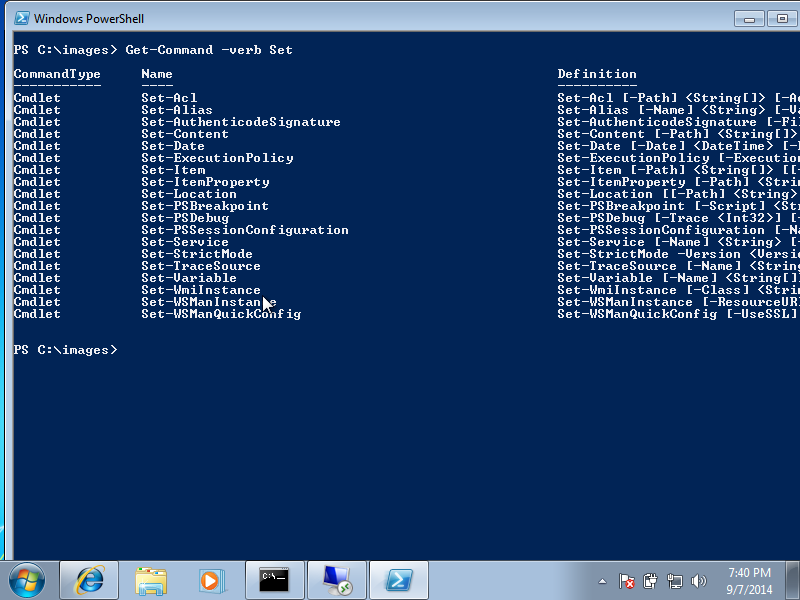 Windows PowerShell
PS C:\images> Get-Command -verb Set
CommandType Name Definition
----------- ---- ----------
Cmdlet Set-Acl Set-Acl [-Path] <String[]> [-Ac
Cmdlet Set-Alias Set-Alias [-Name] <String> [-Va
Cmdlet Set-AuthenticodeSignature Set-AuthenticodeSignature [-Fil
Cmdlet Set-Content Set-Content [-Path] <String[]>
Cmdlet Set-Date Set-Date [-Date] <DateTime> [-D
Cmdlet Set-ExecutionPolicy Set-ExecutionPolicy [-Execution
Cmdlet Set-Item Set-Item [-Path] <String[]> [[-
Cmdlet Set-ItemProperty Set-ItemProperty [-Path] <Strin
Cmdlet Set-Location Set-Location [[-Path] <String>
Cmdlet Set-PSBreakpoint Set-PSBreakpoint [-Script] <Str
Cmdlet Set-PSDebug Set-PSDebug [-Trace <Int32>] [-
Cmdlet Set-PSSessionConfiguration Set-PSSessionConfiguration [-Na
Cmdlet Set-Service Set-Service [-Name] <String> [-
Cmdlet Set-StrictMode Set-StrictMode -Version <Versio
Cmdlet Set-TraceSource Set-TraceSource [-Name] <String
Cmdlet Set-Variable Set-Variable [-Name] <String[]>
Cmdlet Set-WmiInstance Set-WmiInstance [-Class] <Strin
Cmdlet Set-WSManInstance Set-WSManInstance [-ResourceURI
Cmdlet Set-WSManQuickConfig Set-WSManQuickConfig [-UseSSL]
PS C:\images>
C:\_
7:40 PM
9/7/2014